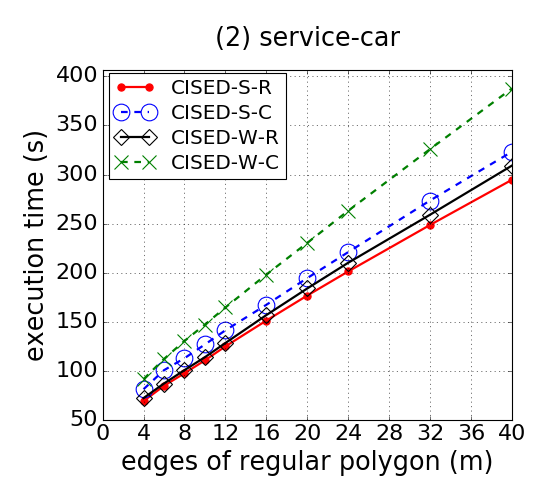 (2) service-car
400
350
300
250
200
150
100
50
execution time (s)
CISED-S-R
CISED-S-C
CISED-W-R
CISED-W-C
0 4 8 12 16 20 24 28 32 36 40
edges of regular polygon (m)